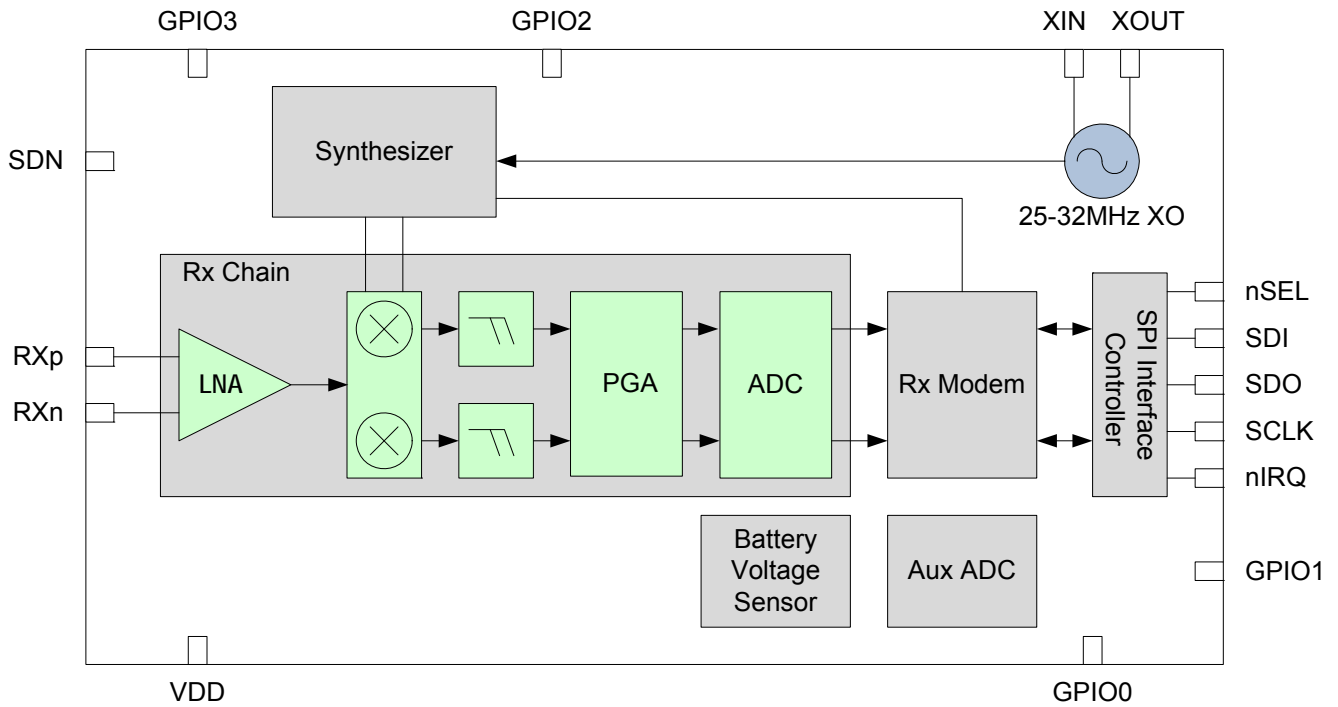 GPIO3
GPIO2
XIN
XOUT
SDN
Synthesizer
25-32MHz XO
Rx Chain
RXp
RXn
LNA
PGA
ADC
Rx Modem
SPI Interface
Controller
nSEL
SDI
SDO
SCLK
nIRQ
Battery
Voltage
Sensor
Aux ADC
GPIO1
VDD
GPIO0